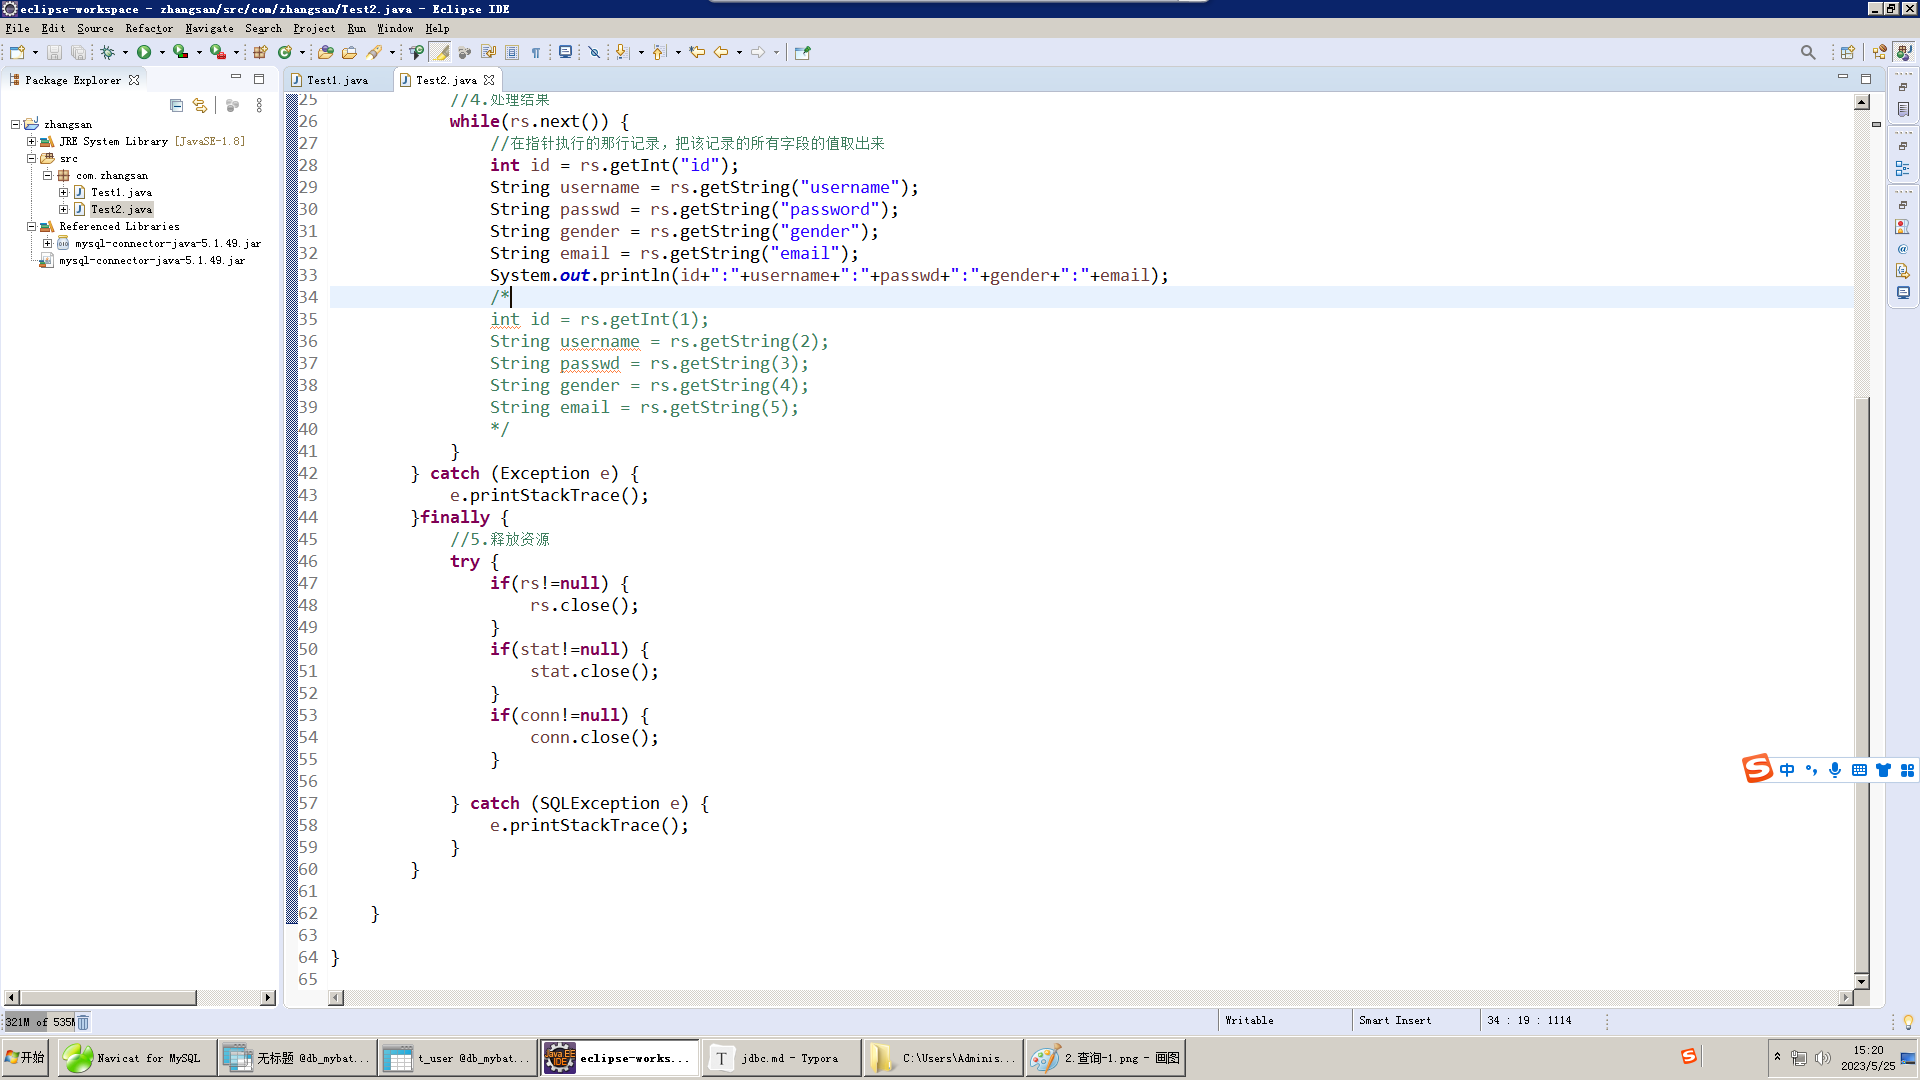 eclipse-workspace - zhangsan/src/com/zhangsan/Test2.java - Eclipse IDE
File Edit Source Refactor Navigate Search Project Run Window Help
Package Explorer
Test1.java
Test2.java
zhangsan
JRE System Library [JavaSE-1.8]
src
com.zhangsan
Test1.java
Test2.java
Referenced Libraries
mysql-connector-java-5.1.49.jar
mysql-connector-java-5.1.49.jar
25 //4.处理结果
26 while(rs.next()) {
27 //在指针执行的那行记录，把该记录的所有字段的值取出来
28 int id = rs.getInt("id");
29 String username = rs.getString("username");
30 String passwd = rs.getString("password");
31 String gender = rs.getString("gender");
32 String email = rs.getString("email");
33 System.out.println(id+":"+username+":"+passwd+":"+gender+":"+email);
34 /*
35 int id = rs.getInt(1);
36 String username = rs.getString(2);
37 String passwd = rs.getString(3);
38 String gender = rs.getString(4);
39 String email = rs.getString(5);
40 */
41 }
42 } catch (Exception e) {
43 e.printStackTrace();
44 }finally {
45 //5.释放资源
46 try {
47 if(rs!=null) {
48 rs.close();
49 }
50 if(stat!=null) {
51 stat.close();
52 }
53 if(conn!=null) {
54 conn.close();
55 }
56
57 } catch (SQLException e) {
58 e.printStackTrace();
59 }
60 }
61
62 }
63
64 }
65
中
321M of 535M
Writable
Smart Insert
34 : 19 : 1114
开始
Navicat for MySQL
无标题 @db_mybat...
t_user @db_mybat...
eclipse-works...
jdbc.md - Typora
C:\Users\Adminis...
2.查询-1.png - 画图
15:20
2023/5/25